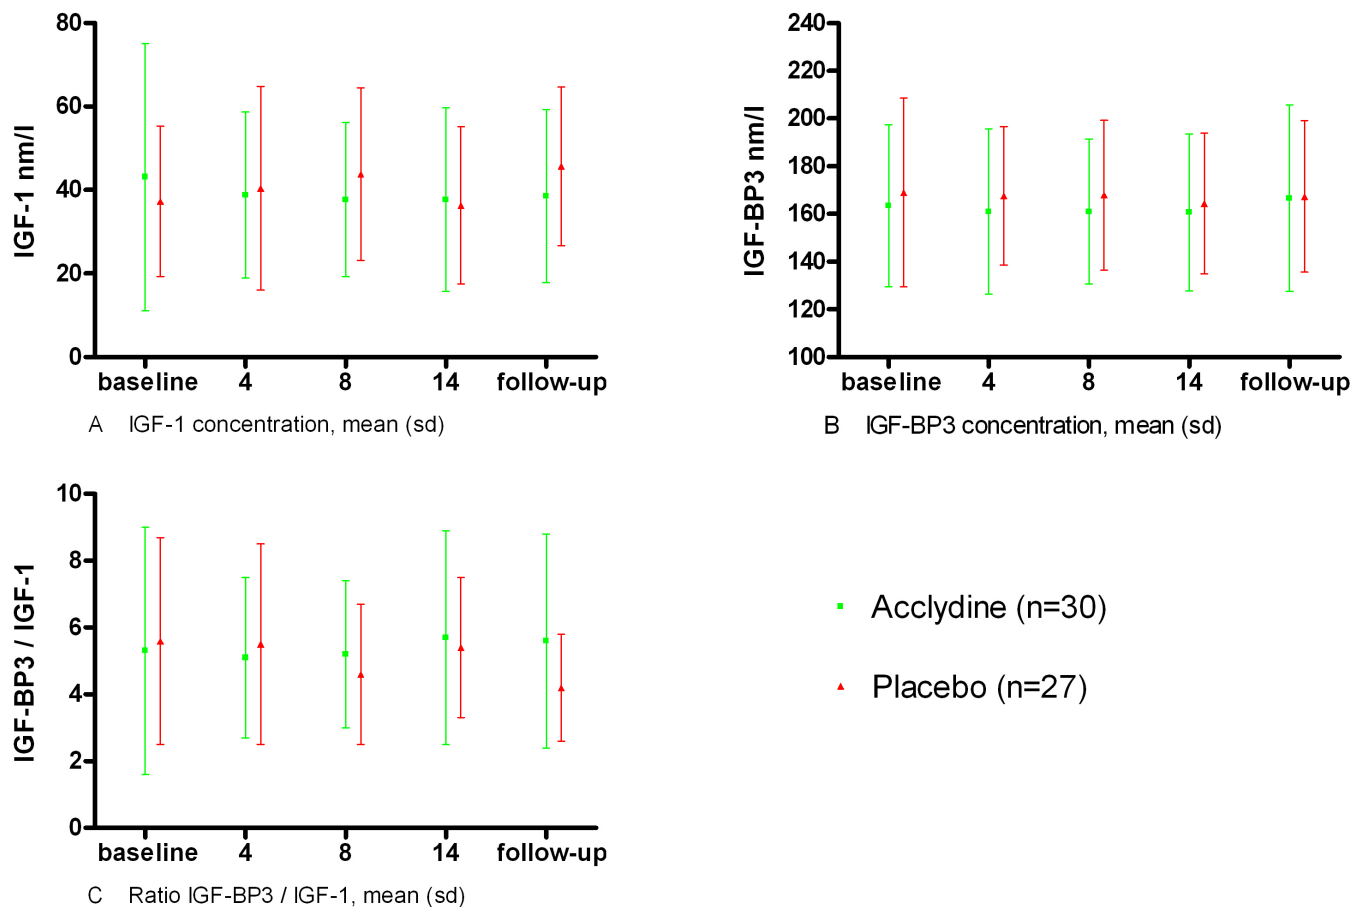 80
60
40
20
0
IGF-1 nm/l
baseline 4 8 14 follow-up
A IGF-1 concentration, mean (sd)
240
220
200
180
160
140
120
100
IGF-BP3 nm/l
baseline 4 8 14 follow-up
B IGF-BP3 concentration, mean (sd)
10
8
6
4
2
0
IGF-BP3 / IGF-1
baseline 4 8 14 follow-up
C Ratio IGF-BP3 / IGF-1, mean (sd)
Acclydine (n=30)
Placebo (n=27)